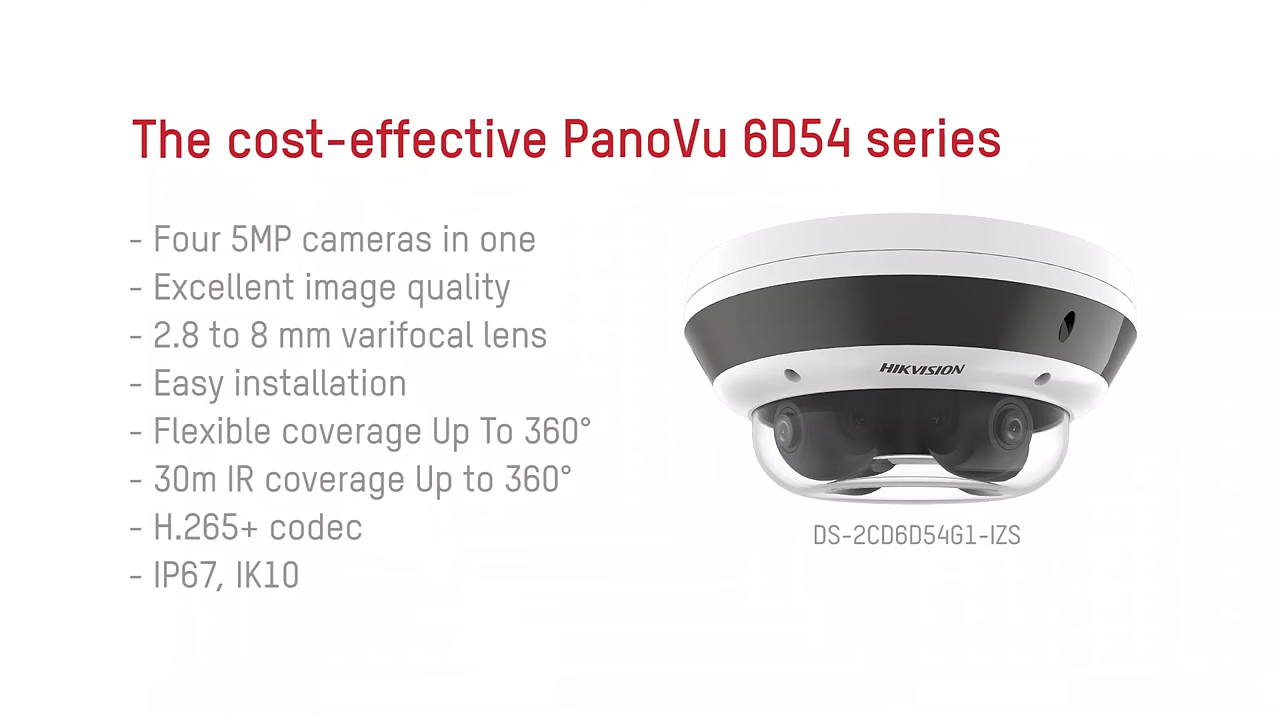 The cost-effective PanoVu 6D54 series
- Four 5MP cameras in one
- Excellent image quality
- 2.8 to 8 mm varifocal lens
- Easy installation
- Flexible coverage Up To 360°
- 30m IR coverage Up to 360°
- H.265+ codec
- IP67, IK10
HIKVISION
DS-2CD6D54G1-IZS